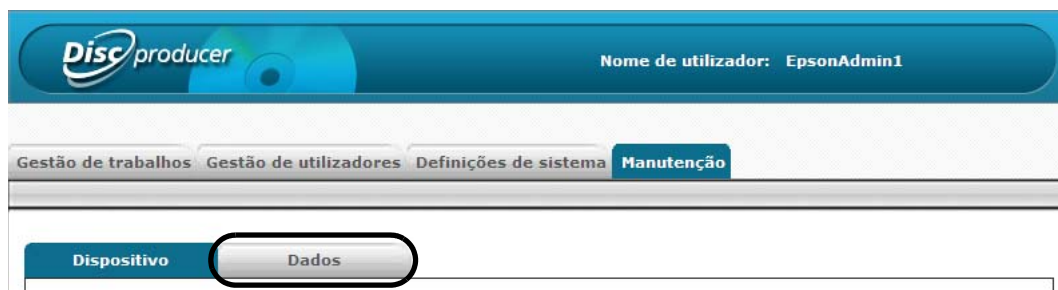 Disc producer
Nome de utilizador: EpsonAdmin1
Gestão de trabalhos Gestão de utilizadores Definições de sistema Manutenção
Dispositivo Dados